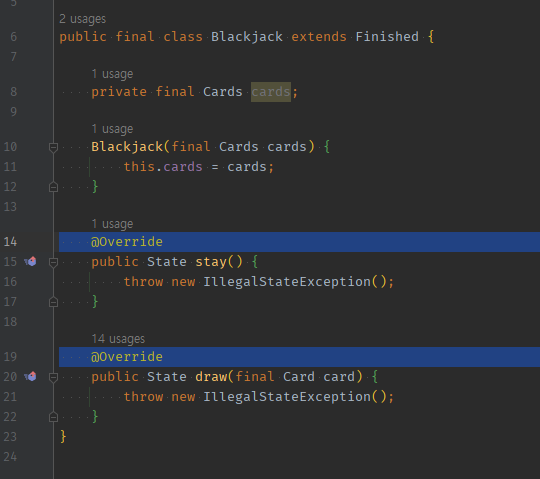 5
2 usages
6 public final class Blackjack extends Finished {
7
1 usage
8 private final Cards cards;
9
1 usage
10 Blackjack(final Cards cards) {
11 this.cards = cards;
12 }
13
1 usage
14 @Override
15 public State stay() {
16 throw new IllegalStateException();
17 }
18
14 usages
19 @Override
20 public State draw(final Card card) {
21 throw new IllegalStateException();
22 }
23 }
24